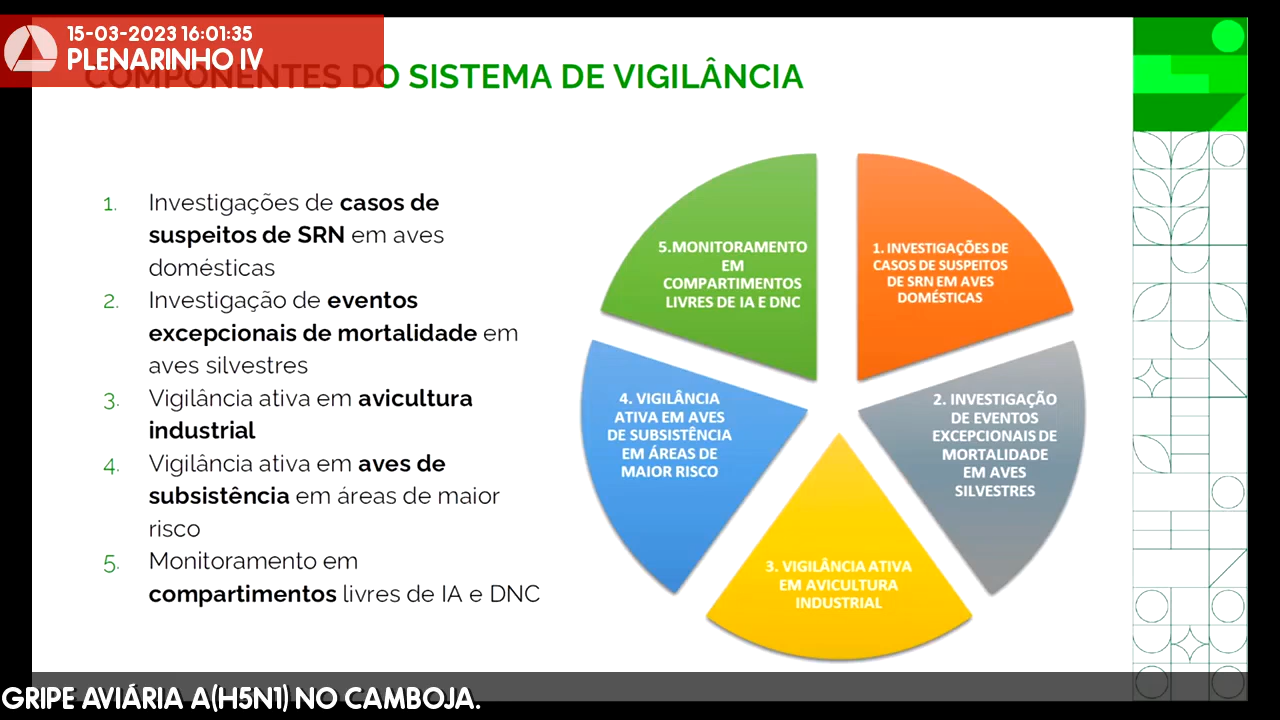 15-03-2023 16:01:35
PLENARINHO IV
COMPONENTES DO SISTEMA DE VIGILÂNCIA
1. Investigações de casos de
suspeitos de SRN em aves
domésticas
2. Investigação de eventos
excepcionais de mortalidade em
aves silvestres
3. Vigilância ativa em avicultura
industrial
4. Vigilância ativa em aves de
subsistência em áreas de maior
risco
5. Monitoramento em
compartimentos livres de IA e DNC
5.MONITORAMENTO
EM
COMPARTIMENTOS
LIVRES DE IA E DNC
1. INVESTIGAÇÕES DE
CASOS DE SUSPEITOS
DE SRN EM AVES
DOMÉSTICAS
4. VIGILÂNCIA
ATIVA EM AVES
DE SUBSISTÊNCIA
EM ÁREAS DE
MAIOR RISCO
2. INVESTIGAÇÃO
DE EVENTOS
EXCEPCIONAIS DE
MORTALIDADE
EM AVES
SILVESTRES
3. VIGILÂNCIA ATIVA
EM AVICULTURA
INDUSTRIAL
GRIPE AVIÁRIA A(H5N1) NO CAMBOJA.